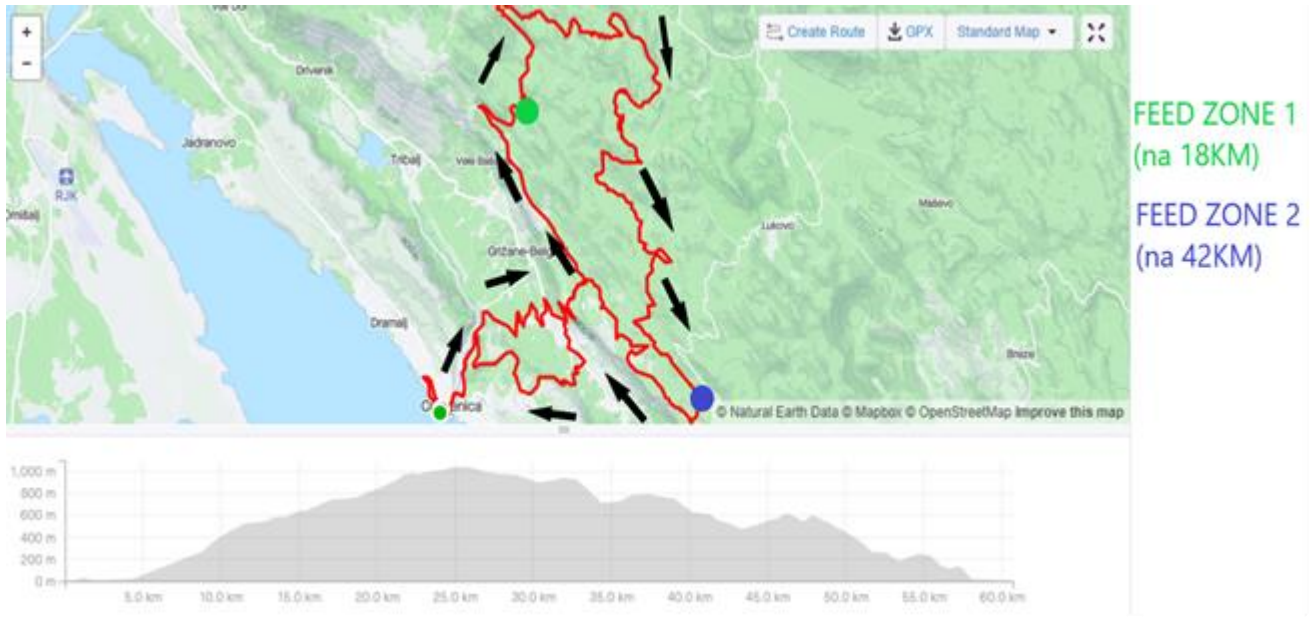 +
Drivenik
Create Route
GPX
Standard Map
−
Jadranovo
Tribalj
RJK
Omišalj
Lukovo
Grižane-Belg
Dramalj
Breze
© Natural Earth Data © Mapbox © OpenStreetMap Improve this map
FEED ZONE 1
(na 18KM)
FEED ZONE 2
(na 42KM)
1,000 m
800 m
600 m
400 m
200 m
0 m
5.0 km 10.0 km 15.0 km 20.0 km 25.0 km 30.0 km 35.0 km 40.0 km 45.0 km 50.0 km 55.0 km 60.0 km